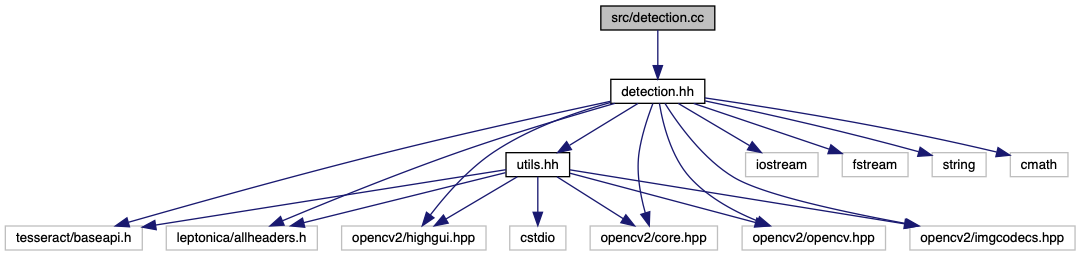 src/detection.cc
detection.hh
utils.hh
iostream
fstream
string
cmath
tesseract/baseapi.h
leptonica/allheaders.h
opencv2/highgui.hpp
cstdio
opencv2/core.hpp
opencv2/opencv.hpp
opencv2/imgcodecs.hpp